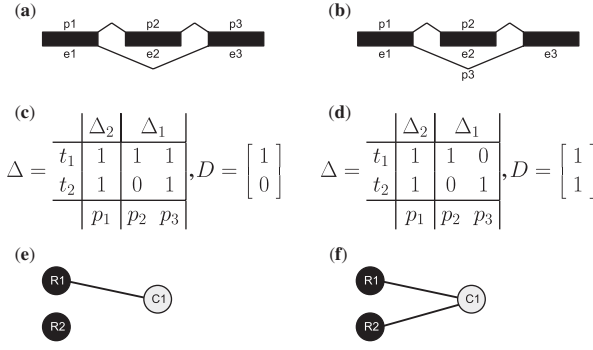 (a) (b)
p1 p2 p3 p1 p2
e1 e2 e3 e1 e2 e3
p3
(c) (d)
Δ₂ Δ₁ Δ₂ Δ₁
t₁ 1 1 1 t₁ 1 1 0
Δ = , D = [1 0] Δ = , D = [1 1]
t₂ 1 0 1 t₂ 1 0 1
p₁ p₂ p₃ p₁ p₂ p₃
(e) (f)
R1 R1
C1 C1
R2 R2